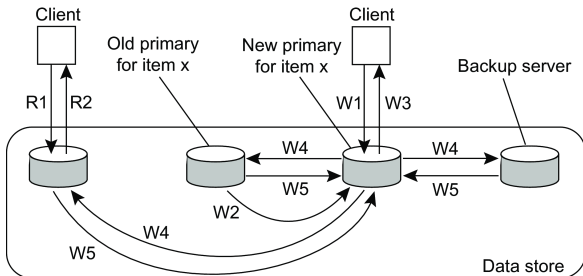 Client
Client
Old primary
for item x
New primary
for item x
Backup server
R1
R2
W1
W3
W4
W4
W5
W5
W2
W4
W5
Data store